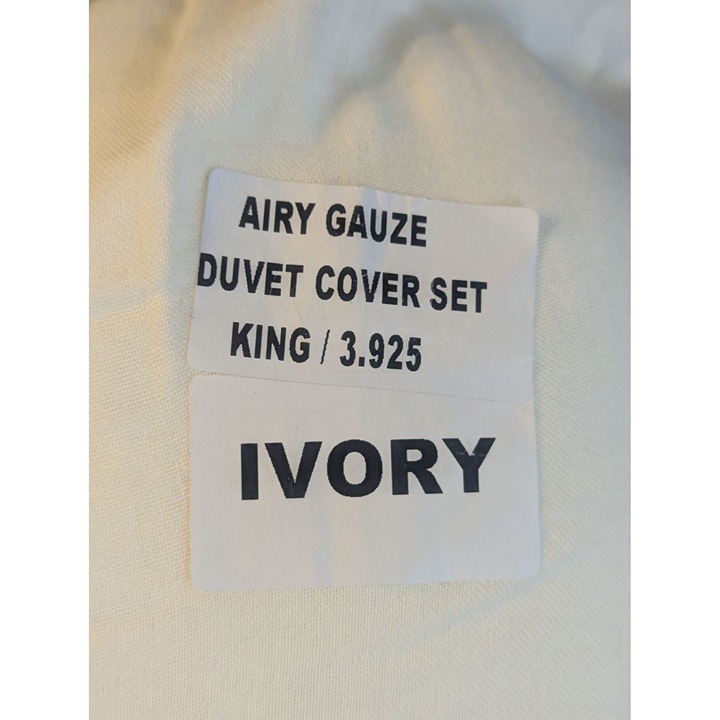 AIRY GAUZE
DUVET COVER SET
KING / 3.925
IVORY